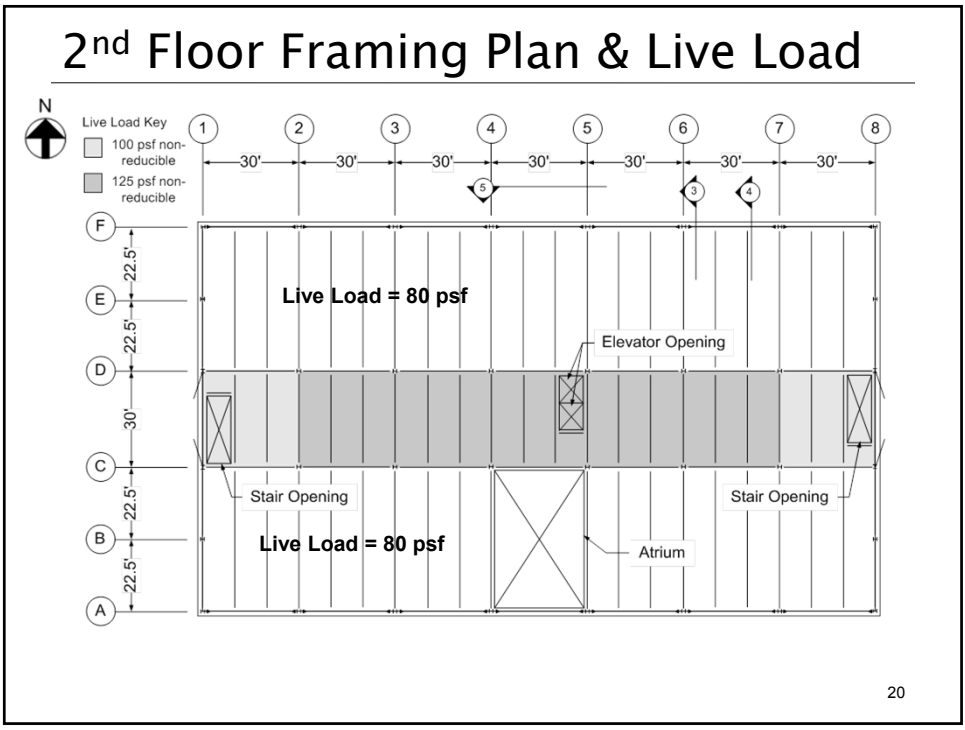 2nd Floor Framing Plan & Live Load
N
Live Load Key
100 psf non-
reducible
125 psf non-
reducible
1 2 3 4 5 6 7 8
30' 30' 30' 30' 30' 30' 30'
5 3 4
F
22.5'
E
22.5'
D
30'
C
22.5'
B
22.5'
A
Live Load = 80 psf
Elevator Opening
Stair Opening
Stair Opening
Live Load = 80 psf
Atrium
20